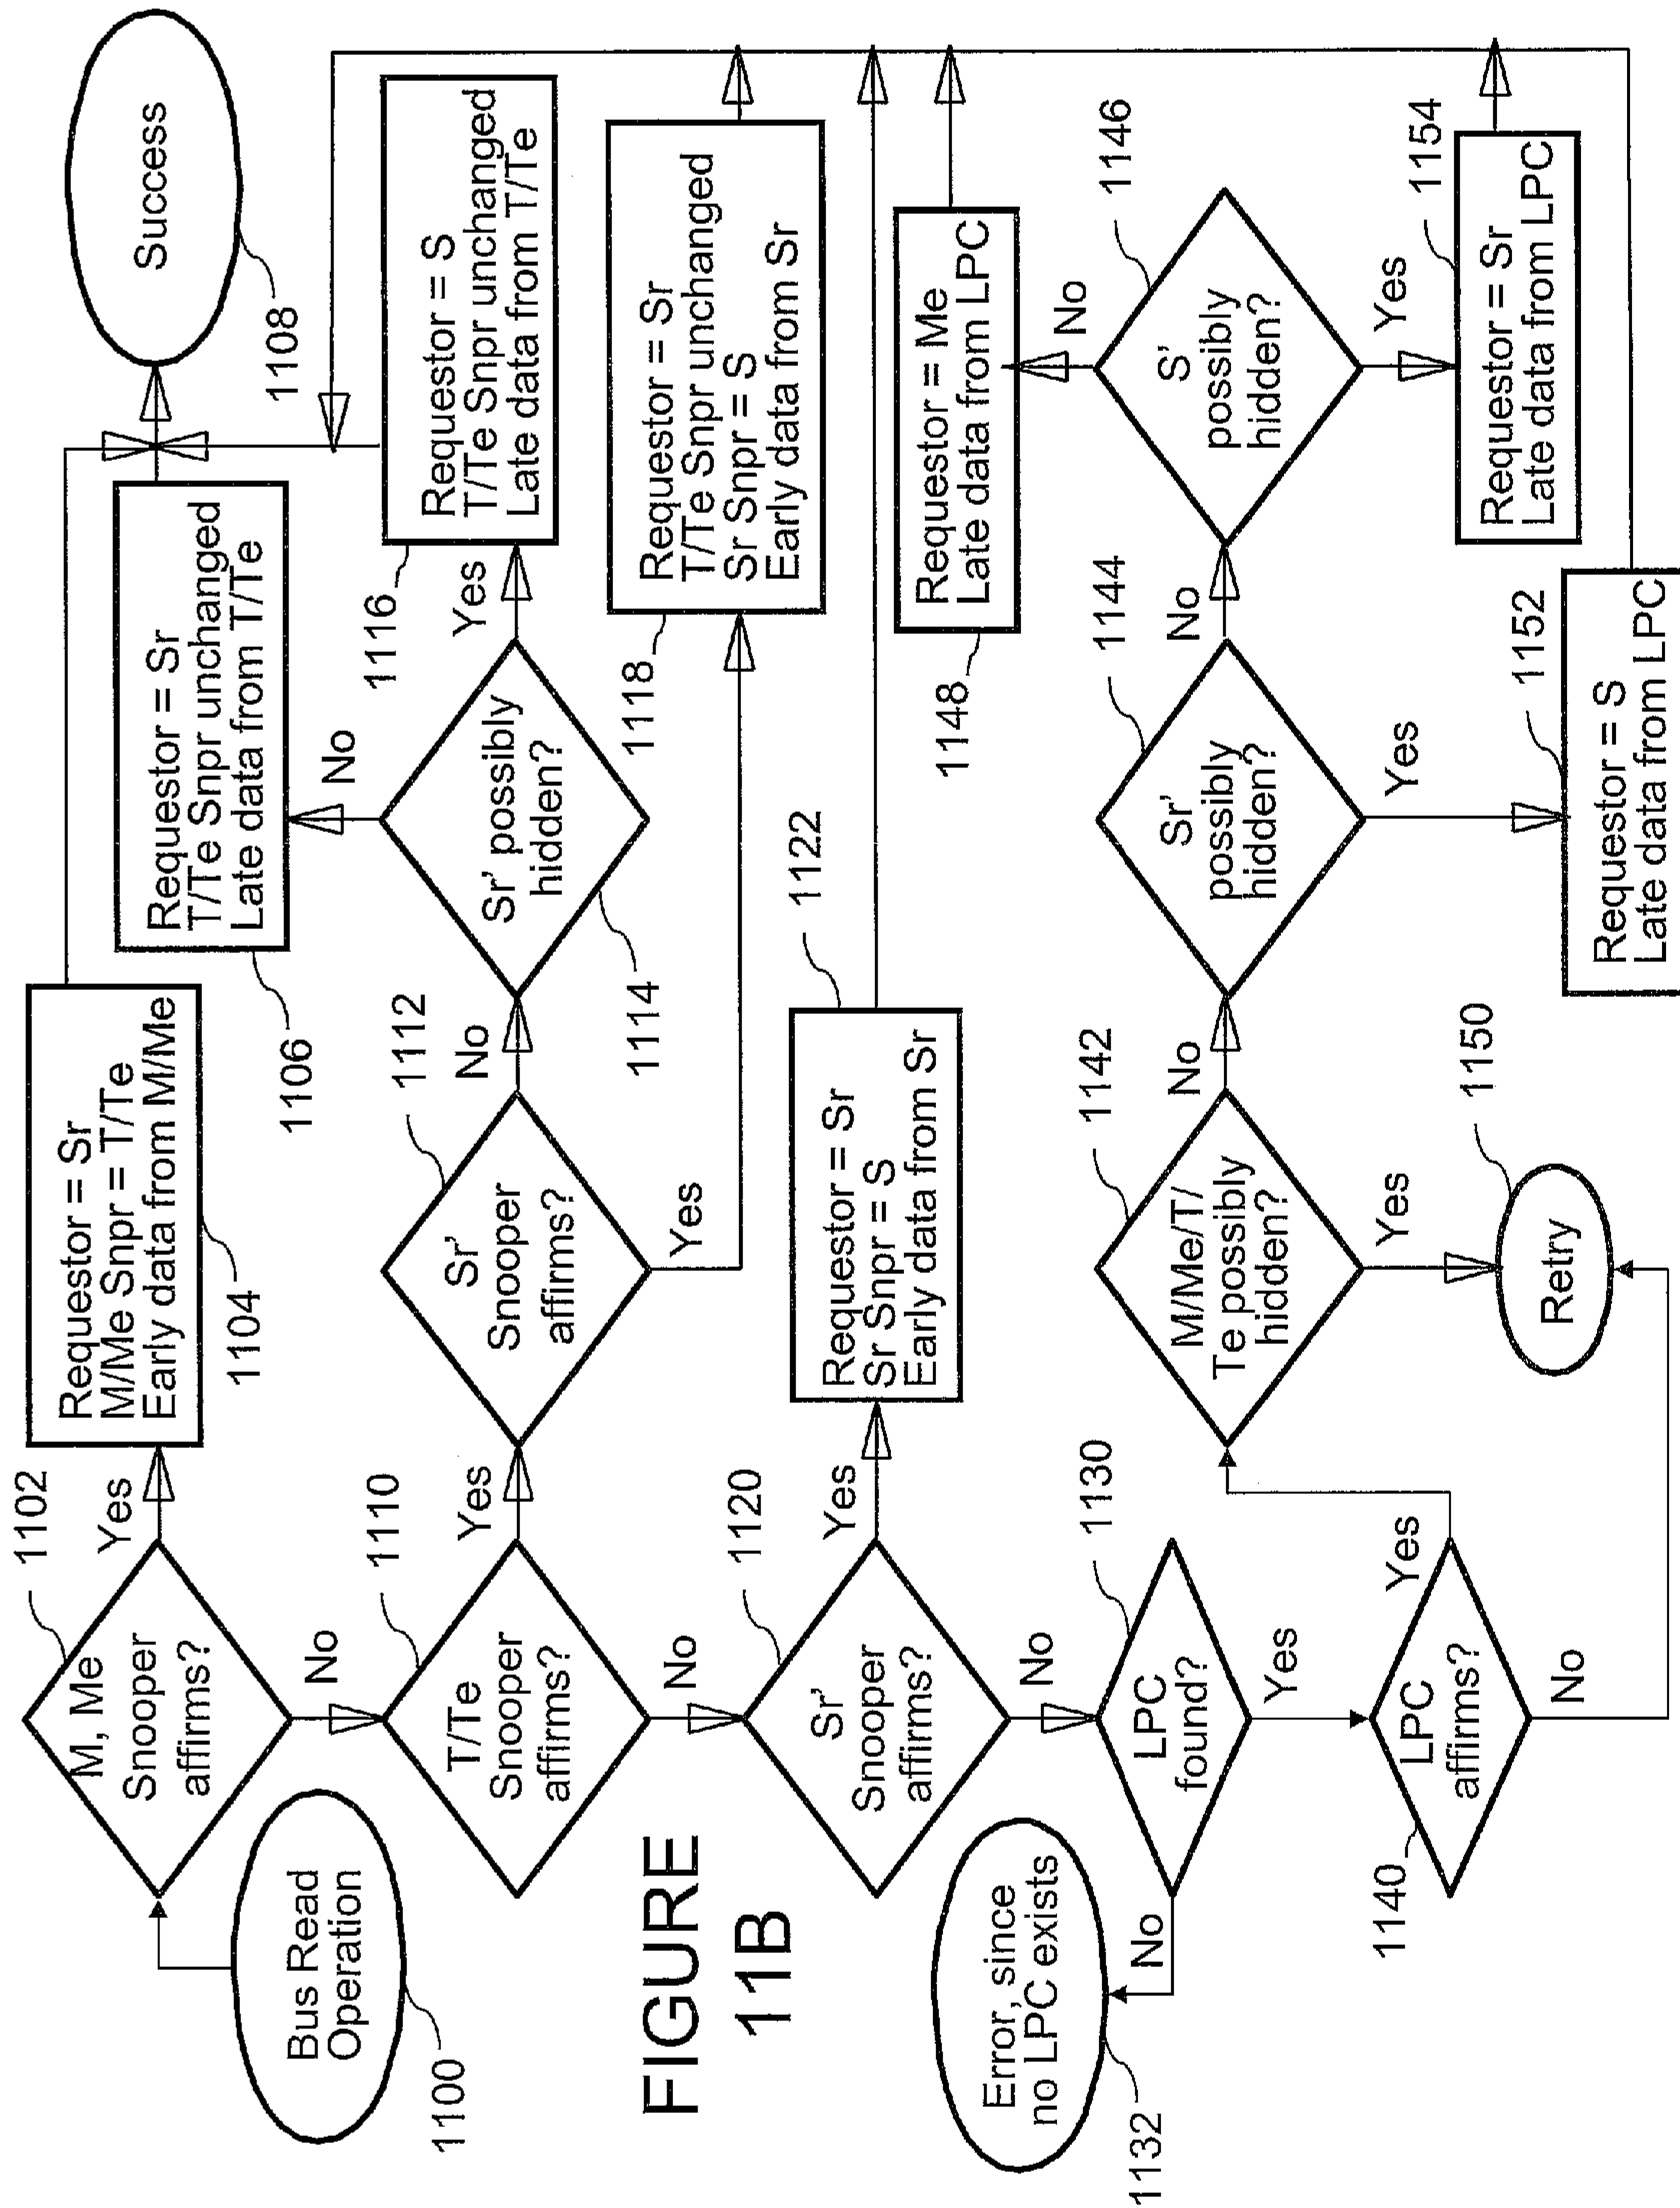 1100
Bus Read
Operation
1102
M, Me
Snooper
affirms?
Yes
No
Requestor = Sr
M/Me Snpr = T/Te
Early data from M/Me
1104
Requestor = Sr
T/Te Snpr unchanged
Late data from T/Te
1106
Success
1108
1110
T/Te
Snooper
affirms?
Yes
No
1112
Sr'
Snooper
affirms?
No
Yes
1114
Sr' possibly
hidden?
No
Yes
1116
Requestor = S
T/Te Snpr unchanged
Late data from T/Te
1118
Requestor = Sr
T/Te Snpr unchanged
Sr Snpr = S
Early data from Sr
1120
Sr'
Snooper
affirms?
Yes
No
1122
Requestor = Sr
Sr Snpr = S
Early data from Sr
FIGURE
11B
1130
LPC
found?
No
Yes
Error, since
no LPC exists
1132
1140
LPC
affirms?
Yes
No
1142
M/Me/T/
Te possibly
hidden?
No
Yes
1150
Retry
1144
Sr'
possibly
hidden?
No
Yes
1146
S'
possibly
hidden?
No
Yes
1148
Requestor = Me
Late data from LPC
1152
Requestor = S
Late data from LPC
1154
Requestor = Sr
Late data from LPC